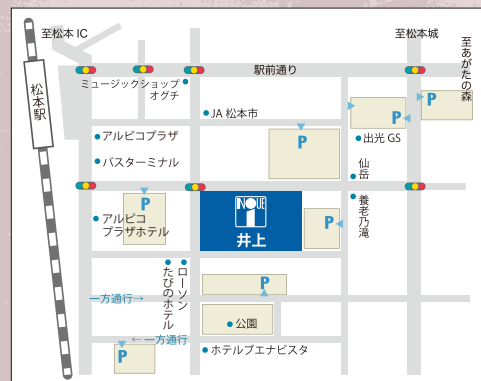 至松本IC
至松本城
至あがたの森
駅前通り
松本駅
ミュージックショップ
オグチ
JA 松本市
P
P
P
出光 GS
アルピコプラザ
バスターミナル
仙岳
養老乃滝
P
アルピコ
プラザホテル
INOUE
井上
P
ローソン
たびのホテル
P
一方通行→
公園
←一方通行
P
ホテルブエナビスタ